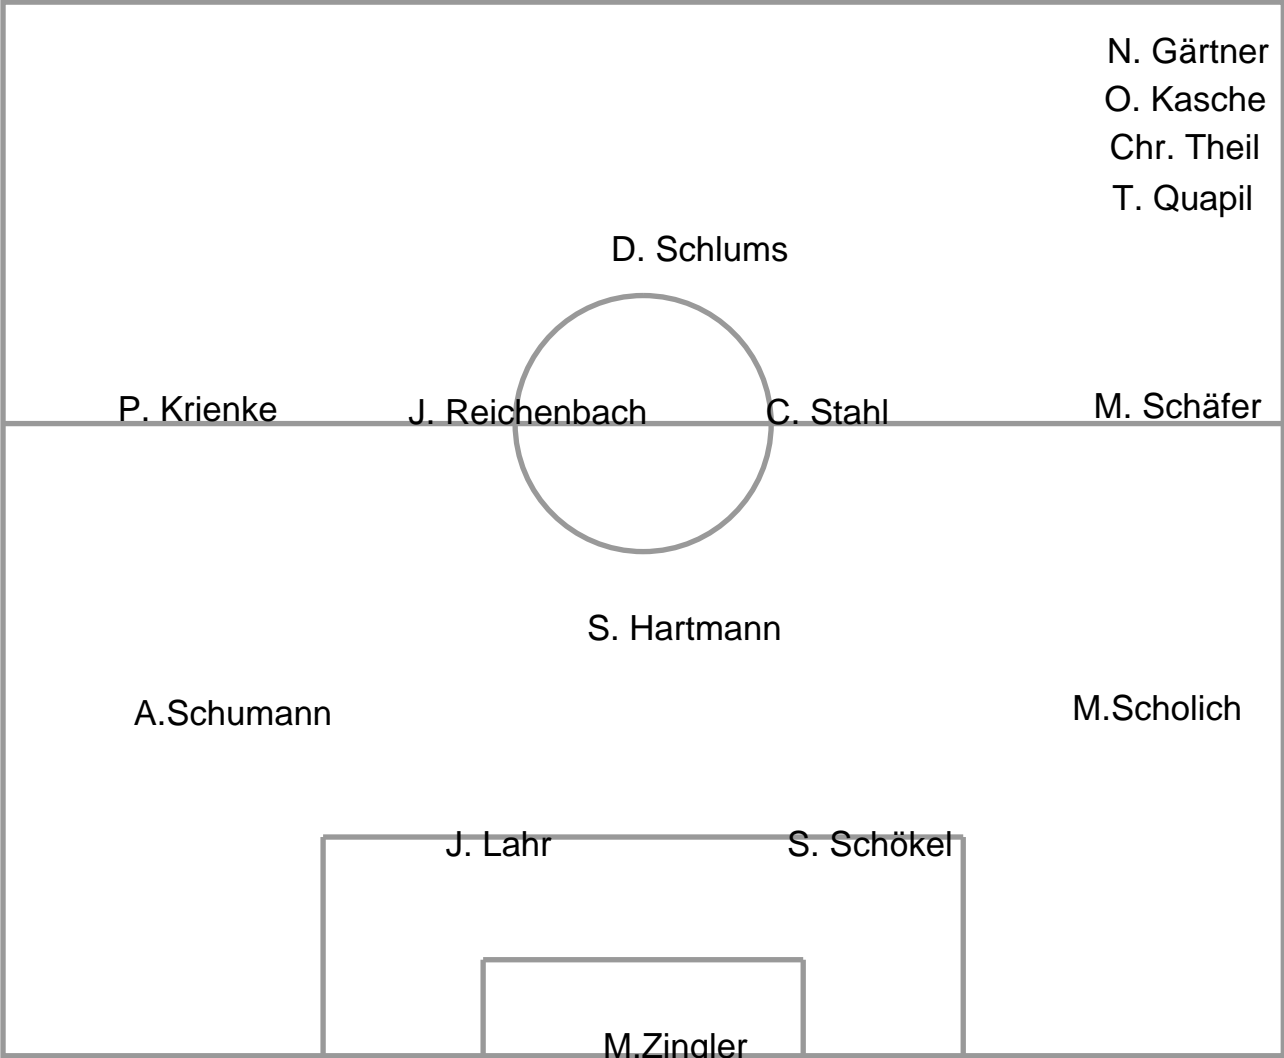 N. Gärtner
O. Kasche
Chr. Theil
T. Quapil
D. Schlums
P. Krienke J. Reichenbach C. Stahl M. Schäfer
S. Hartmann
A.Schumann M.Scholich
J. Lahr S. Schökel
M.Zingler